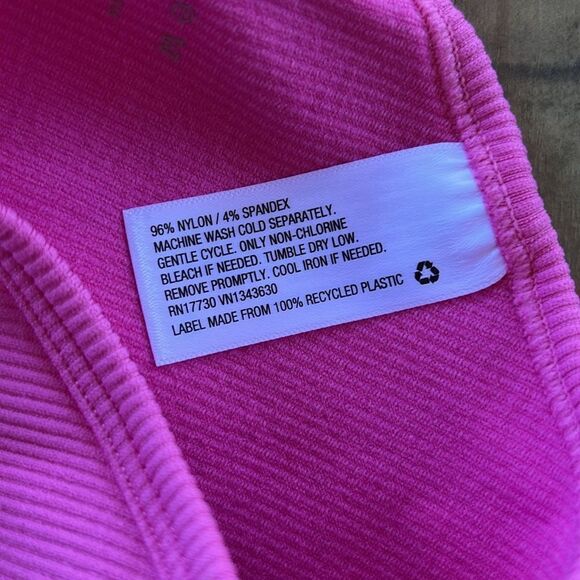 96% NYLON / 4% SPANDEX
MACHINE WASH COLD SEPARATELY.
GENTLE CYCLE. ONLY NON-CHLORINE
BLEACH IF NEEDED. TUMBLE DRY LOW.
REMOVE PROMPTLY. COOL IRON IF NEEDED.
RN17730 VN1343630
LABEL MADE FROM 100% RECYCLED PLASTIC